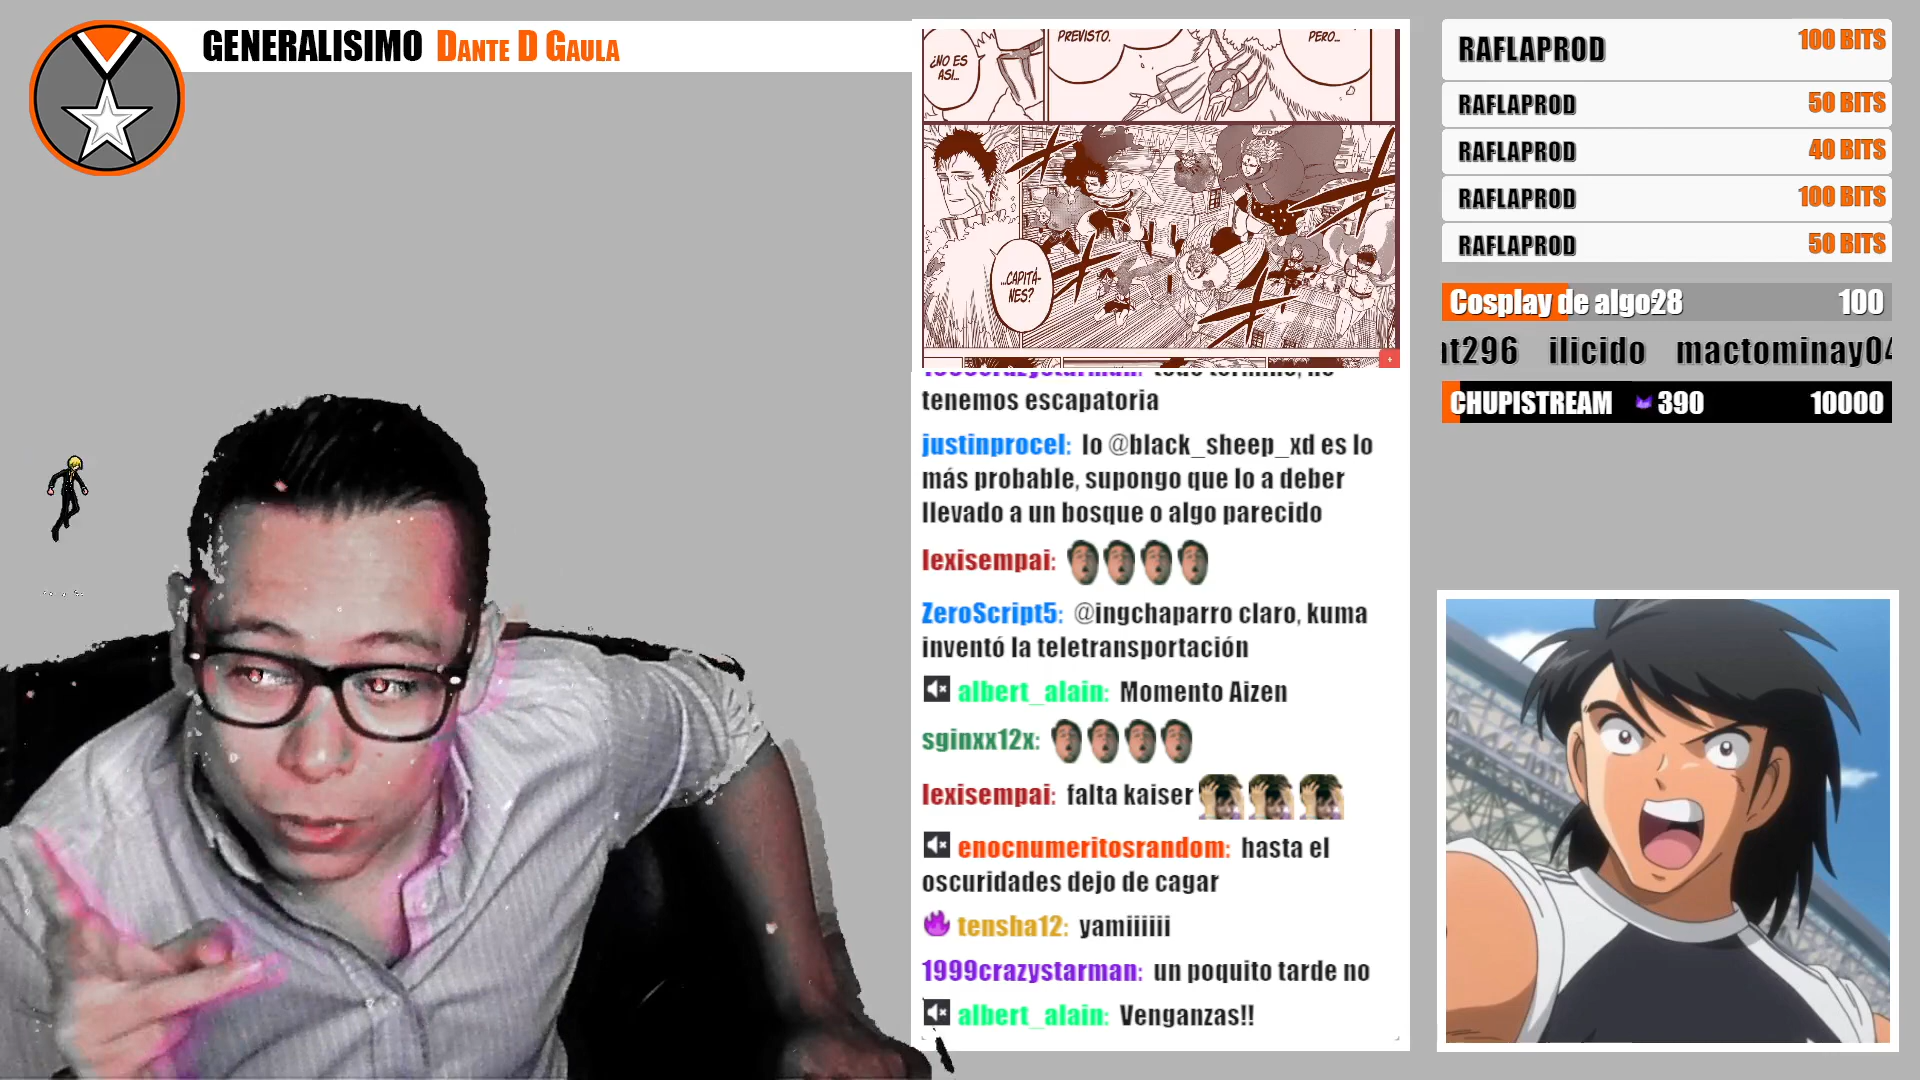 GENERALISIMO DANTE D GAULA
¿NO ES
ASÍ...
PREVISTO.
PERO...
...CAPITÁ-
NES?
tenemos escapatoria
justinprocel: lo @black_sheep_xd es lo
más probable, supongo que lo a deber
llevado a un bosque o algo parecido
lexisempai:
ZeroScript5: @ingchaparro claro, kuma
inventó la teletransportación
albert_alain: Momento Aizen
sginxx12x:
lexisempai: falta kaiser
enocnumeritosrandom: hasta el
oscuridades dejo de cagar
tensha12: yamiiiiii
1999crazystarman: un poquito tarde no
albert_alain: Venganzas!!
RAFLAPROD 100 BITS
RAFLAPROD 50 BITS
RAFLAPROD 40 BITS
RAFLAPROD 100 BITS
RAFLAPROD 50 BITS
Cosplay de algo28 100
nt296 ilicido mactominay04
CHUPISTREAM 390 10000